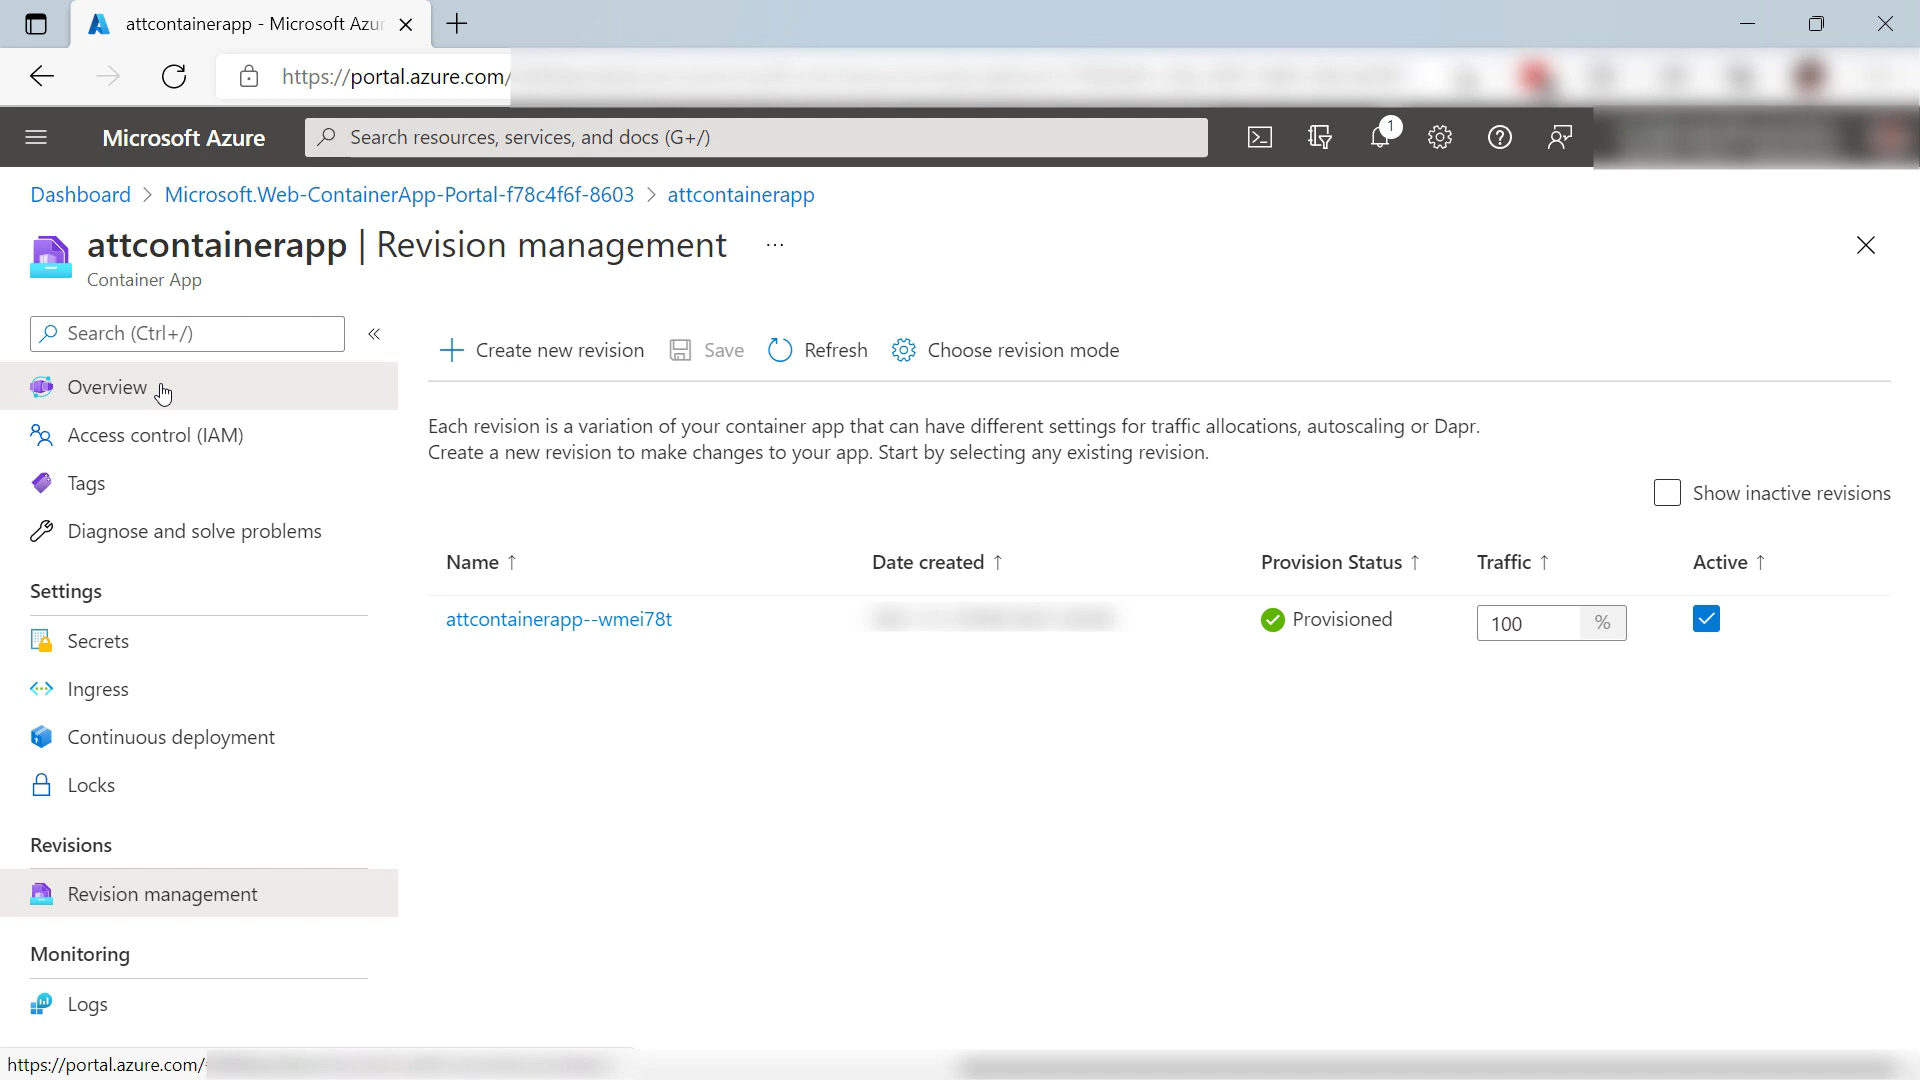 attcontainerapp - Microsoft Azur
https://portal.azure.com/
Microsoft Azure
Search resources, services, and docs (G+/)
1
Dashboard > Microsoft.Web-ContainerApp-Portal-f78c4f6f-8603 > attcontainerapp
attcontainerapp | Revision management ...
Container App
Search (Ctrl+/)
Overview
Access control (IAM)
Tags
Diagnose and solve problems
Settings
Secrets
Ingress
Continuous deployment
Locks
Revisions
Revision management
Monitoring
Logs
Create new revision Save Refresh Choose revision mode
Each revision is a variation of your container app that can have different settings for traffic allocations, autoscaling or Dapr.
Create a new revision to make changes to your app. Start by selecting any existing revision.
Show inactive revisions
Name ↑ Date created ↑ Provision Status ↑ Traffic ↑ Active ↑
attcontainerapp--wmei78t Provisioned 100 %
https://portal.azure.com/